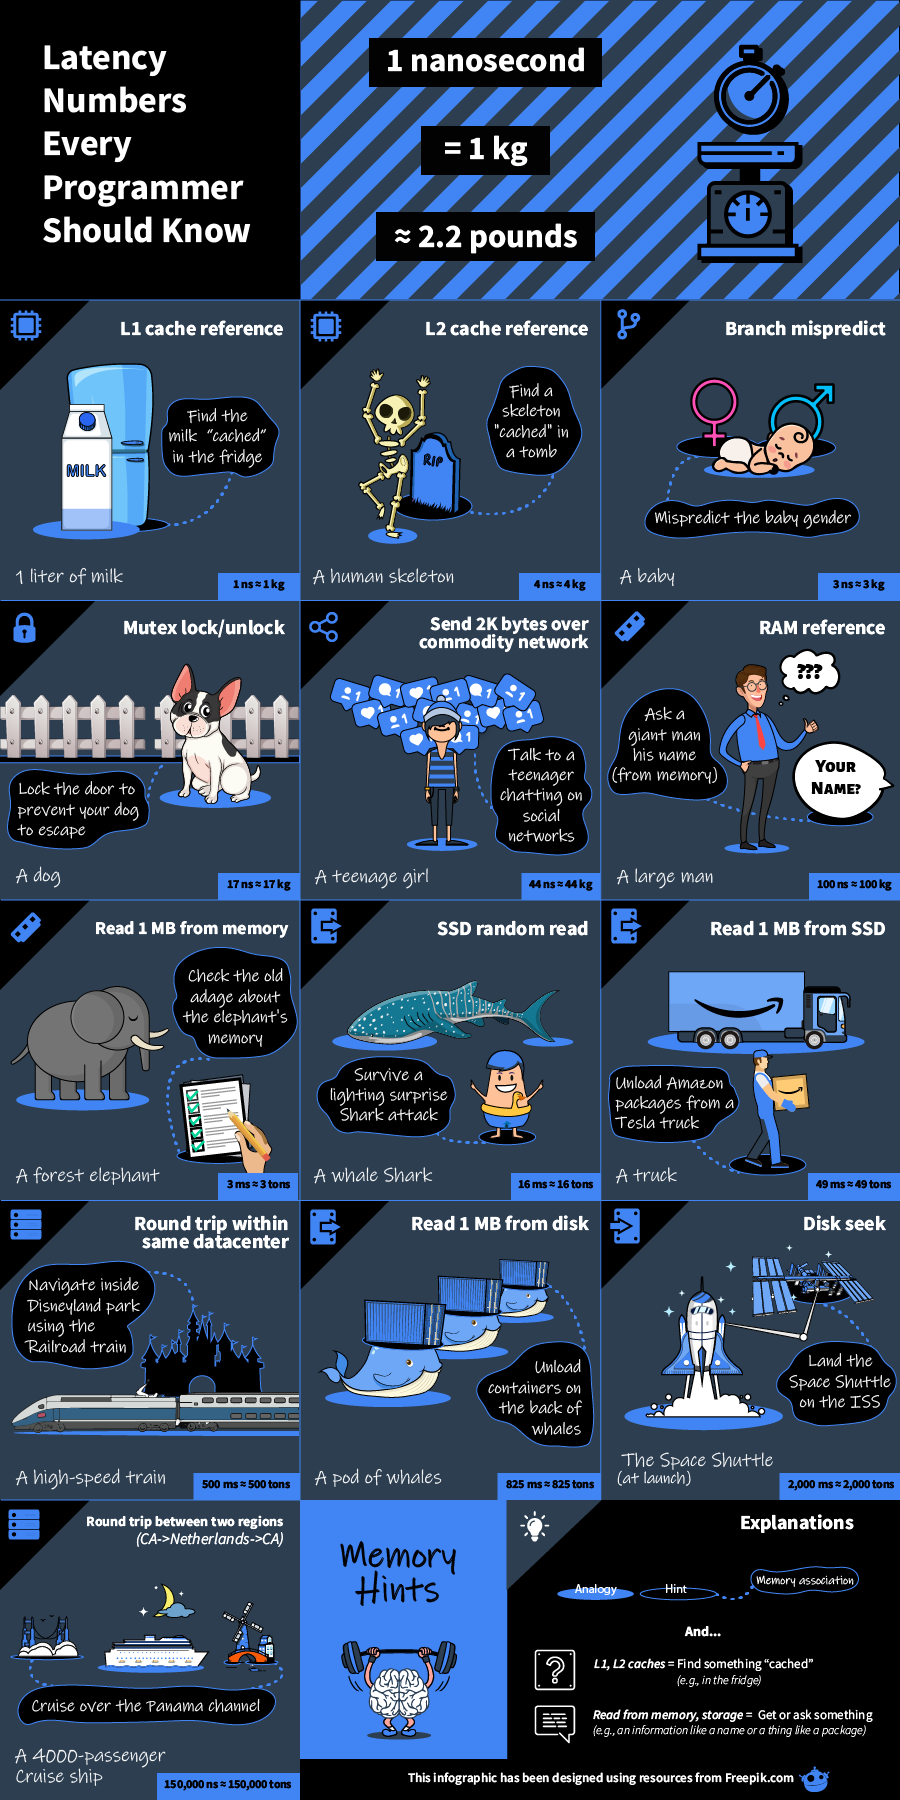 Latency
Numbers
Every
Programmer
Should Know
1 nanosecond
= 1 kg
≈ 2.2 pounds
L1 cache reference
Find the
milk "cached"
in the fridge
MILK
1 liter of milk
1 ns ≈ 1 kg
L2 cache reference
Find a
skeleton
"cached" in
a tomb
RIP
A human skeleton
4 ns ≈ 4 kg
Branch mispredict
Mispredict the baby gender
A baby
3 ns ≈ 3 kg
Mutex lock/unlock
Lock the door to
prevent your dog
to escape
A dog
17 ns ≈ 17 kg
Send 2K bytes over
commodity network
1
1
1
1
1
1
1
1
Talk to a
teenager
chatting on
social
networks
A teenage girl
44 ns ≈ 44 kg
RAM reference
???
Ask a
giant man
his name
(from memory)
Your
Name?
A large man
100 ns ≈ 100 kg
Read 1 MB from memory
Check the old
adage about
the elephant's
memory
A forest elephant
3 ms ≈ 3 tons
SSD random read
Survive a
lighting surprise
Shark attack
A whale Shark
16 ms ≈ 16 tons
Read 1 MB from SSD
Unload Amazon
packages from a
Tesla truck
A truck
49 ms ≈ 49 tons
Round trip within
same datacenter
Navigate inside
Disneyland park
using the
Railroad train
A high-speed train
500 ms ≈ 500 tons
Read 1 MB from disk
Unload
containers on
the back of
whales
A pod of whales
825 ms ≈ 825 tons
Disk seek
Land the
Space Shuttle
on the ISS
The Space Shuttle
(at launch)
2,000 ms ≈ 2,000 tons
Round trip between two regions
(CA->Netherlands->CA)
Cruise over the Panama channel
A 4000-passenger
Cruise ship
150,000 ns ≈ 150,000 tons
Memory
Hints
Explanations
Analogy
Hint
Memory association
And...
?
L1, L2 caches = Find something "cached"
(e.g., in the fridge)
Read from memory, storage = Get or ask something
(e.g., an information like a name or a thing like a package)
This infographic has been designed using resources from Freepik.com